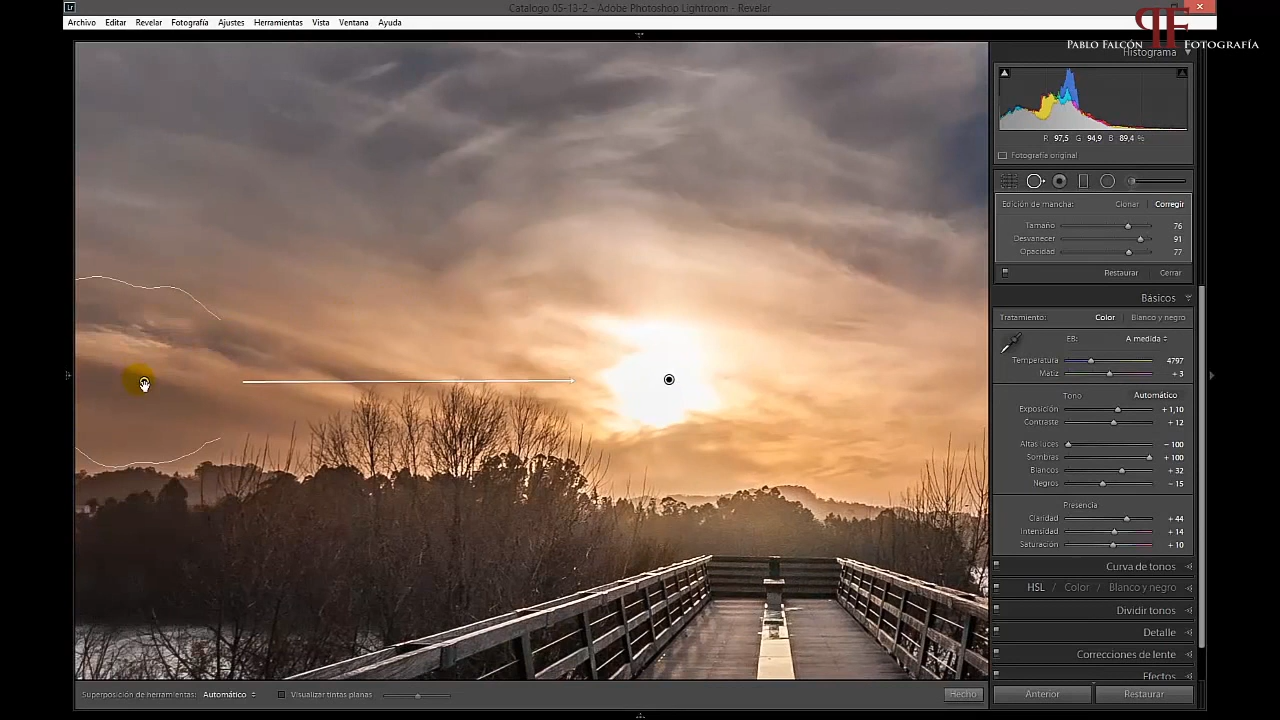 Lr
Catalogo 05-13-2 - Adobe Photoshop Lightroom - Revelar
Archivo Editar Revelar Fotografía Ajustes Herramientas Vista Ventana Ayuda
PF
PABLO FALCÓN FOTOGRAFÍA
Histograma
R 97,5 G 94,9 B 89,4 %
Fotografía original
Edición de mancha: Clonar Corregir
Tamaño 76
Desvanecer 91
Opacidad 77
Restaurar Cerrar
Básicos
Tratamiento: Color Blanco y negro
EB: A medida
Temperatura 4797
Matiz + 3
Tono Automático
Exposición + 1,10
Contraste + 12
Altas luces − 100
Sombras + 100
Blancos + 32
Negros − 15
Presencia
Claridad + 44
Intensidad + 14
Saturación + 10
Curva de tonos
HSL / Color / Blanco y negro
Dividir tonos
Detalle
Correcciones de lente
Efectos
Superposición de herramientas: Automático Visualizar tintas planas Hecho
Anterior Restaurar